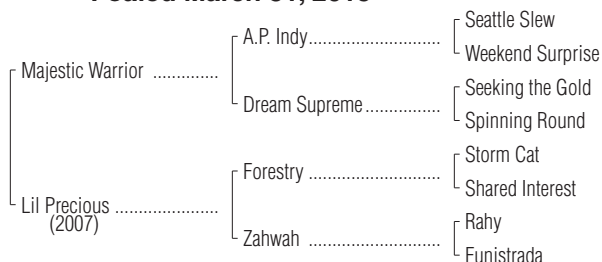 Foaled March 31,
Seattle Slew
A.P. Indy
Weekend Surprise
Majestic Warrior
Seeking the Gold
Dream Supreme
Spinning Round
Storm Cat
Forestry
Shared Interest
Lil Precious
(2007)
Rahy
Zahwah
Funistrada